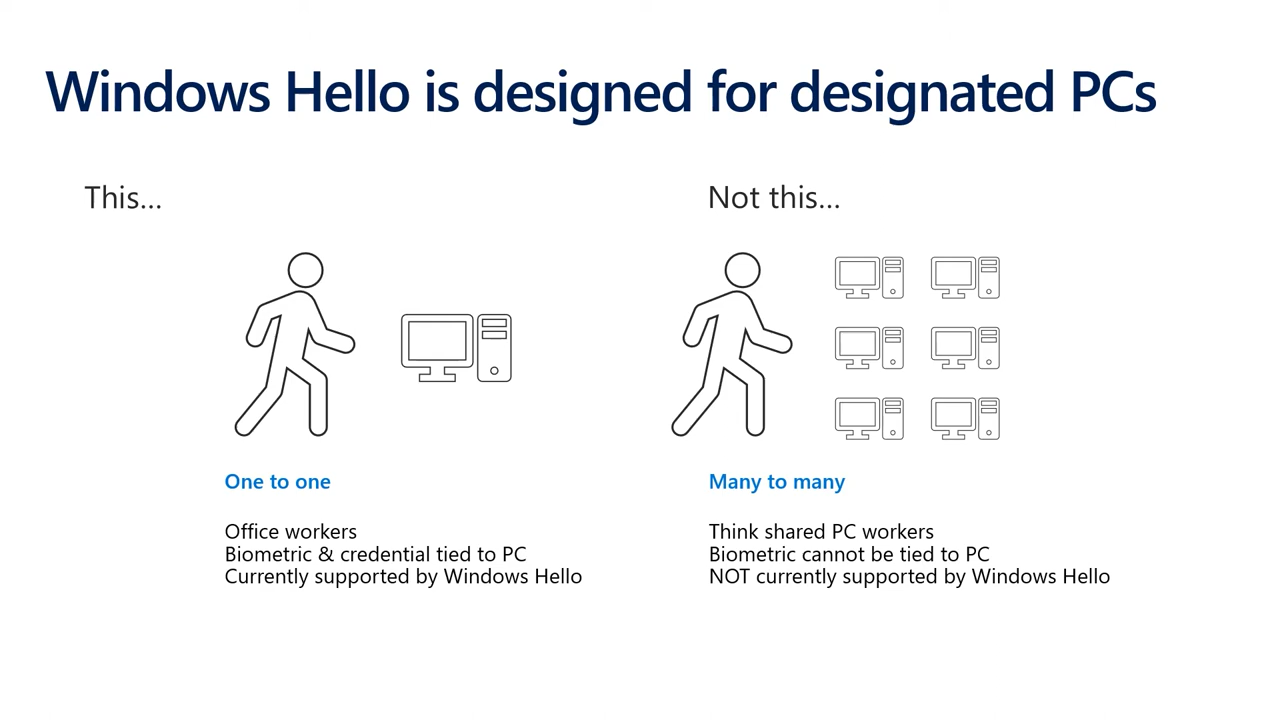 Windows Hello is designed for designated PCs
This...
Not this...
One to one
Office workers
Biometric & credential tied to PC
Currently supported by Windows Hello
Many to many
Think shared PC workers
Biometric cannot be tied to PC
NOT currently supported by Windows Hello